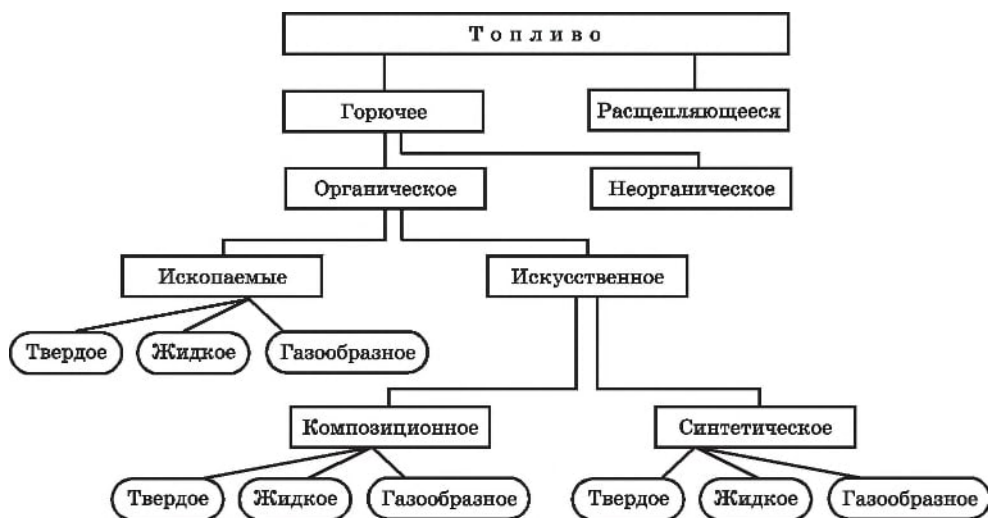 Топливо
Горючее
Расщепляющееся
Органическое
Неорганическое
Ископаемые
Искусственное
Твердое
Жидкое
Газообразное
Композиционное
Синтетическое
Твердое
Жидкое
Газообразное
Твердое
Жидкое
Газообразное